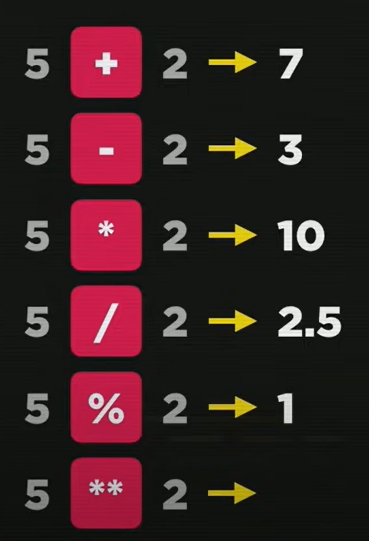 5 + 2 → 7
5 - 2 → 3
5 * 2 → 10
5 / 2 → 2.5
5 % 2 → 1
5 ** 2 →